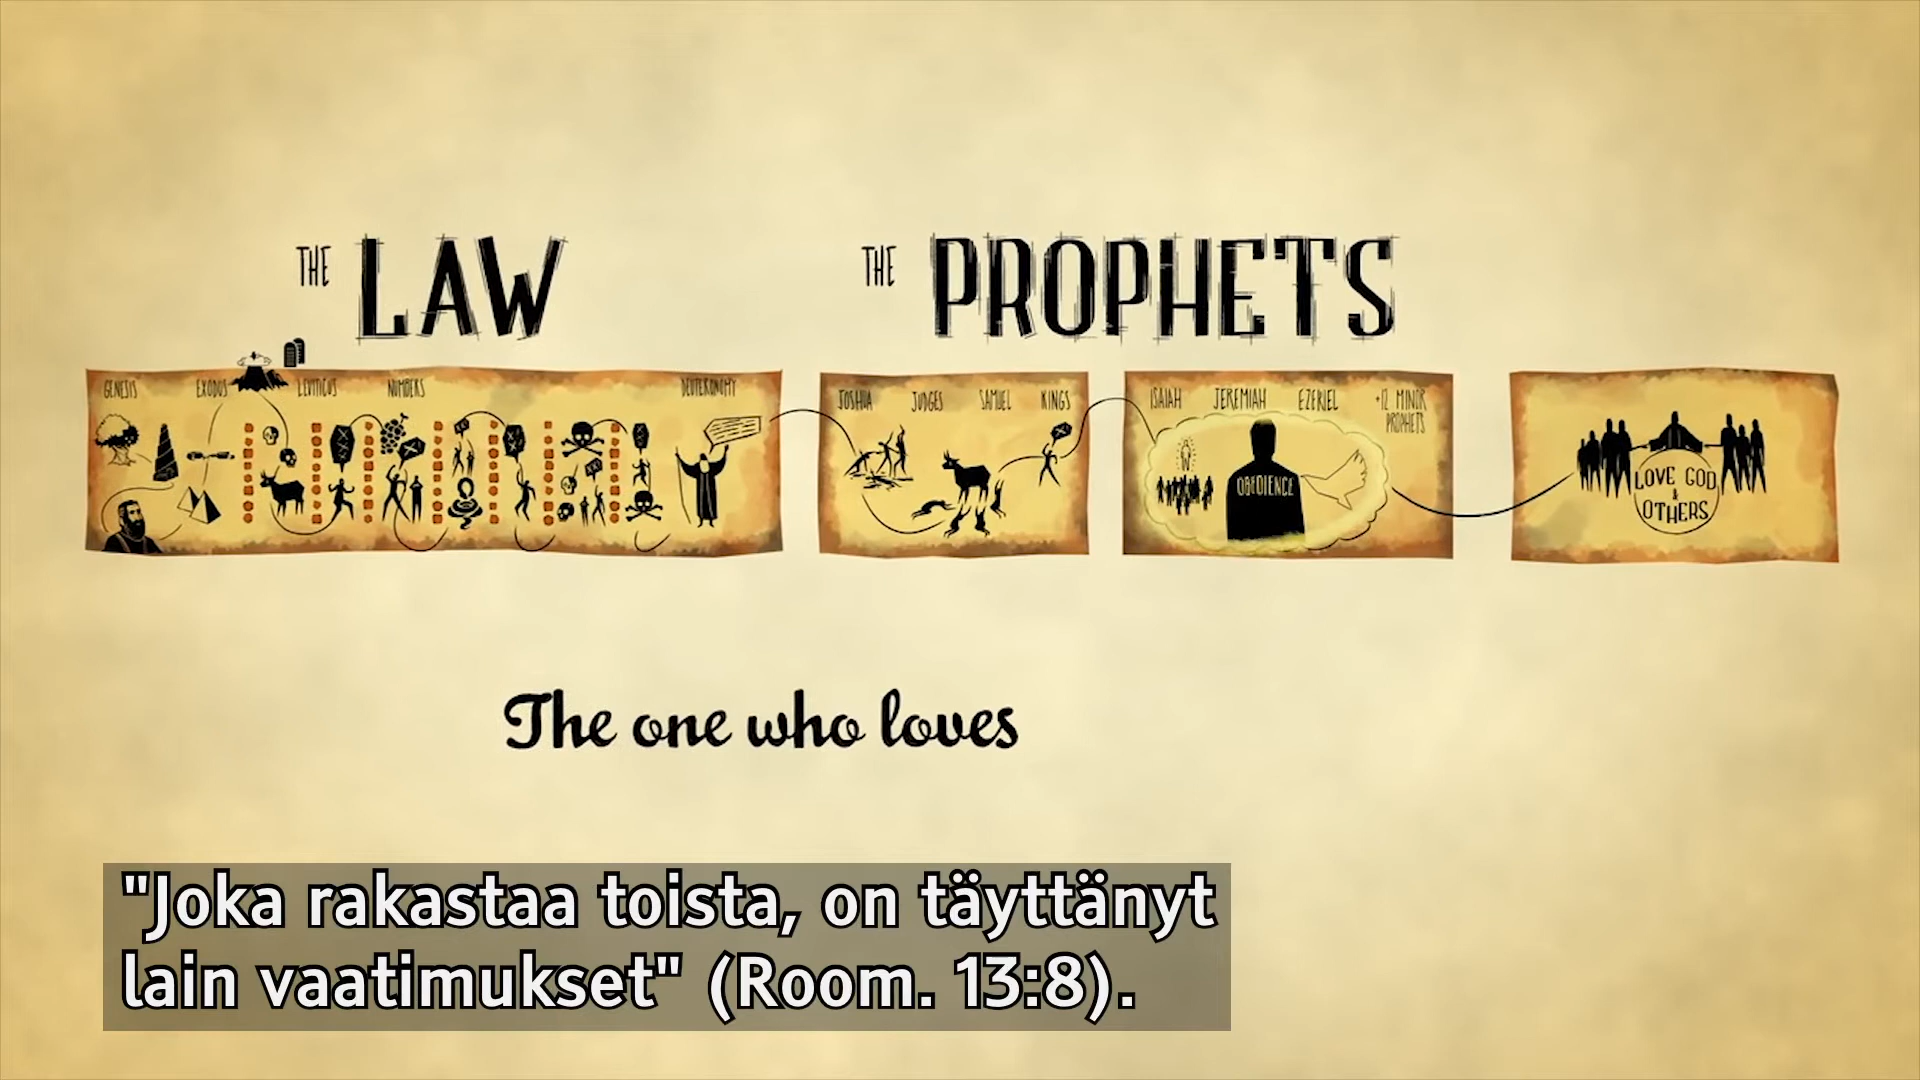 THE LAW
THE PROPHETS
GENESIS EXODUS LEVITICUS NUMBERS DEUTERONOMY
JOSHUA JUDGES SAMUEL KINGS
ISAIAH JEREMIAH EZEKIEL +12 MINOR
PROPHETS
OBEDIENCE
LOVE GOD
&
OTHERS
The one who loves
"Joka rakastaa toista, on täyttänyt
lain vaatimukset" (Room. 13:8).